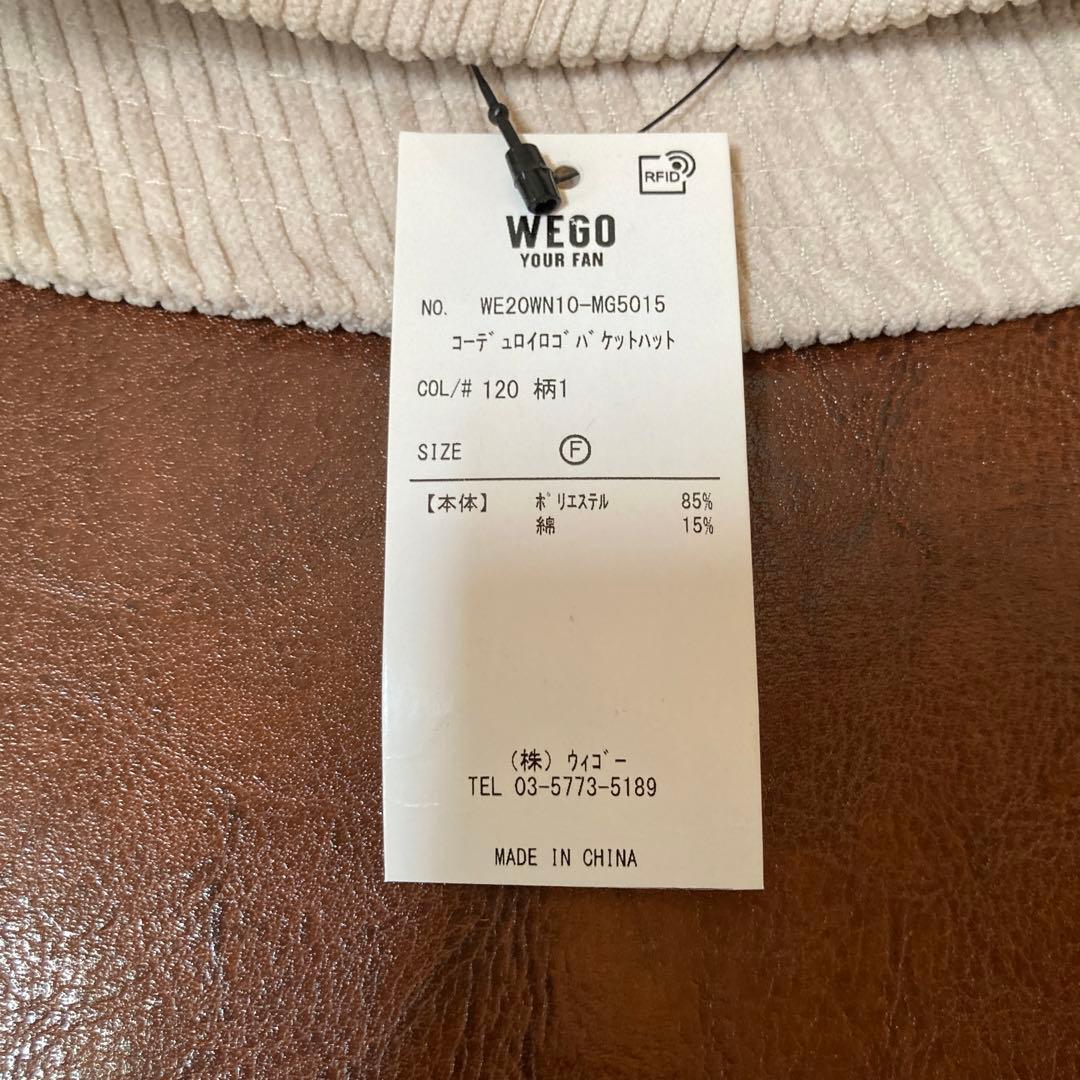 RFID
WEGO
YOUR FAN
NO. WE20WN10-MG5015
ｺｰﾃﾞｭﾛｲﾛｺﾞﾊﾞｹｯﾄﾊｯﾄ
COL/# 120 柄1
SIZE Ⓕ
【本体】 ﾎﾟﾘｴｽﾃﾙ 85%
綿 15%
(株)ｳｨｺﾞｰ
TEL 03-5773-5189
MADE IN CHINA